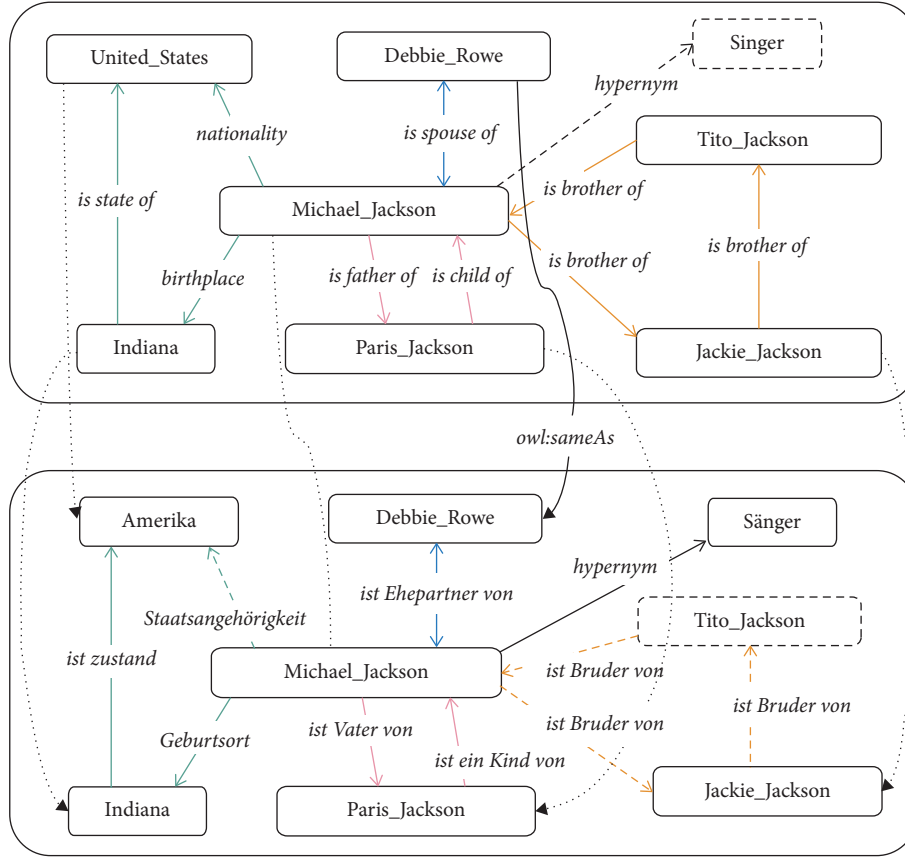 United_States
Debbie_Rowe
Singer
hypernym
nationality
is spouse of
Tito_Jackson
is brother of
is state of
Michael_Jackson
is brother of
is brother of
birthplace
is father of
is child of
Indiana
Paris_Jackson
Jackie_Jackson
owl:sameAs
Amerika
Debbie_Rowe
Sänger
hypernym
ist Ehepartner von
Staatsangehörigkeit
Tito_Jackson
ist zustand
Michael_Jackson
ist Bruder von
ist Bruder von
ist Bruder von
Geburtsort
ist Vater von
ist ein Kind von
Indiana
Paris_Jackson
Jackie_Jackson